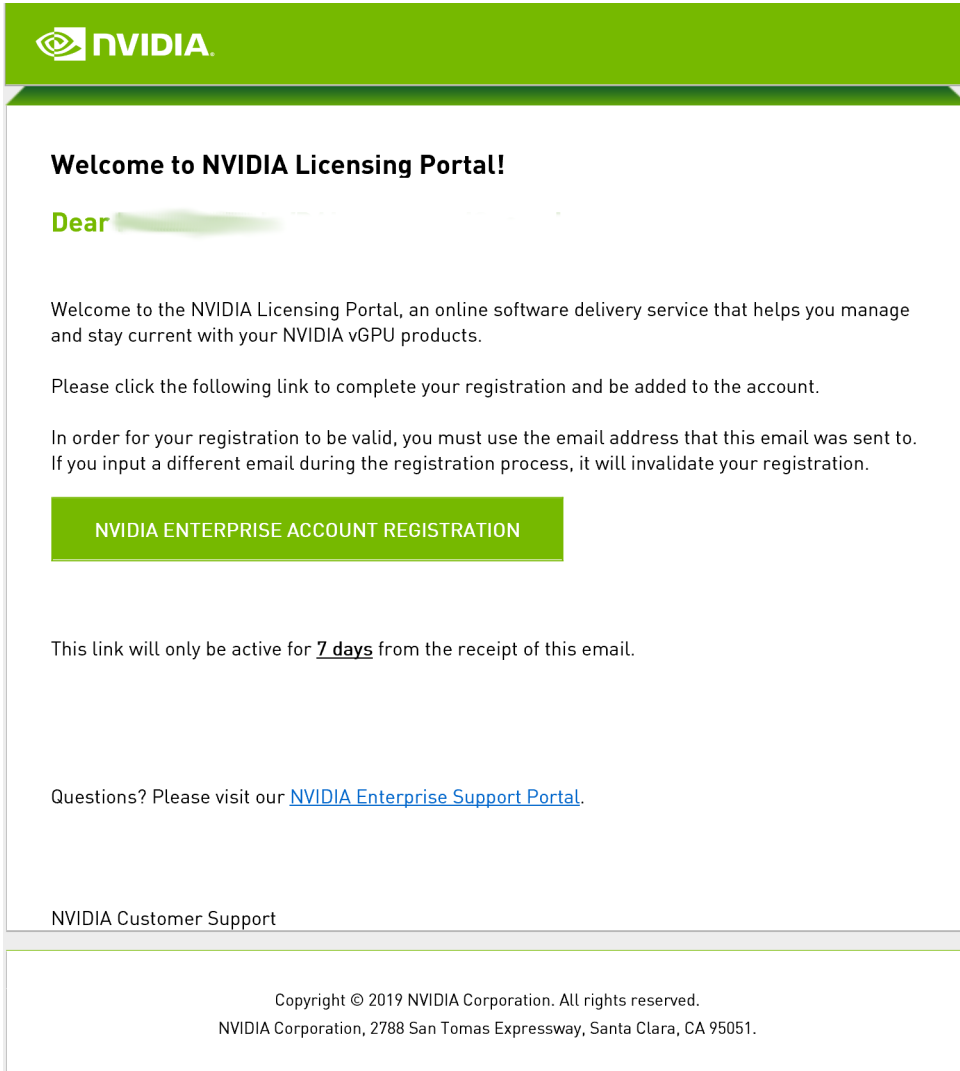 NVIDIA.
Welcome to NVIDIA Licensing Portal!
Dear
Welcome to the NVIDIA Licensing Portal, an online software delivery service that helps you manage
and stay current with your NVIDIA vGPU products.
Please click the following link to complete your registration and be added to the account.
In order for your registration to be valid, you must use the email address that this email was sent to.
If you input a different email during the registration process, it will invalidate your registration.
NVIDIA ENTERPRISE ACCOUNT REGISTRATION
This link will only be active for 7 days from the receipt of this email.
Questions? Please visit our NVIDIA Enterprise Support Portal.
NVIDIA Customer Support
Copyright © 2019 NVIDIA Corporation. All rights reserved.
NVIDIA Corporation, 2788 San Tomas Expressway, Santa Clara, CA 95051.